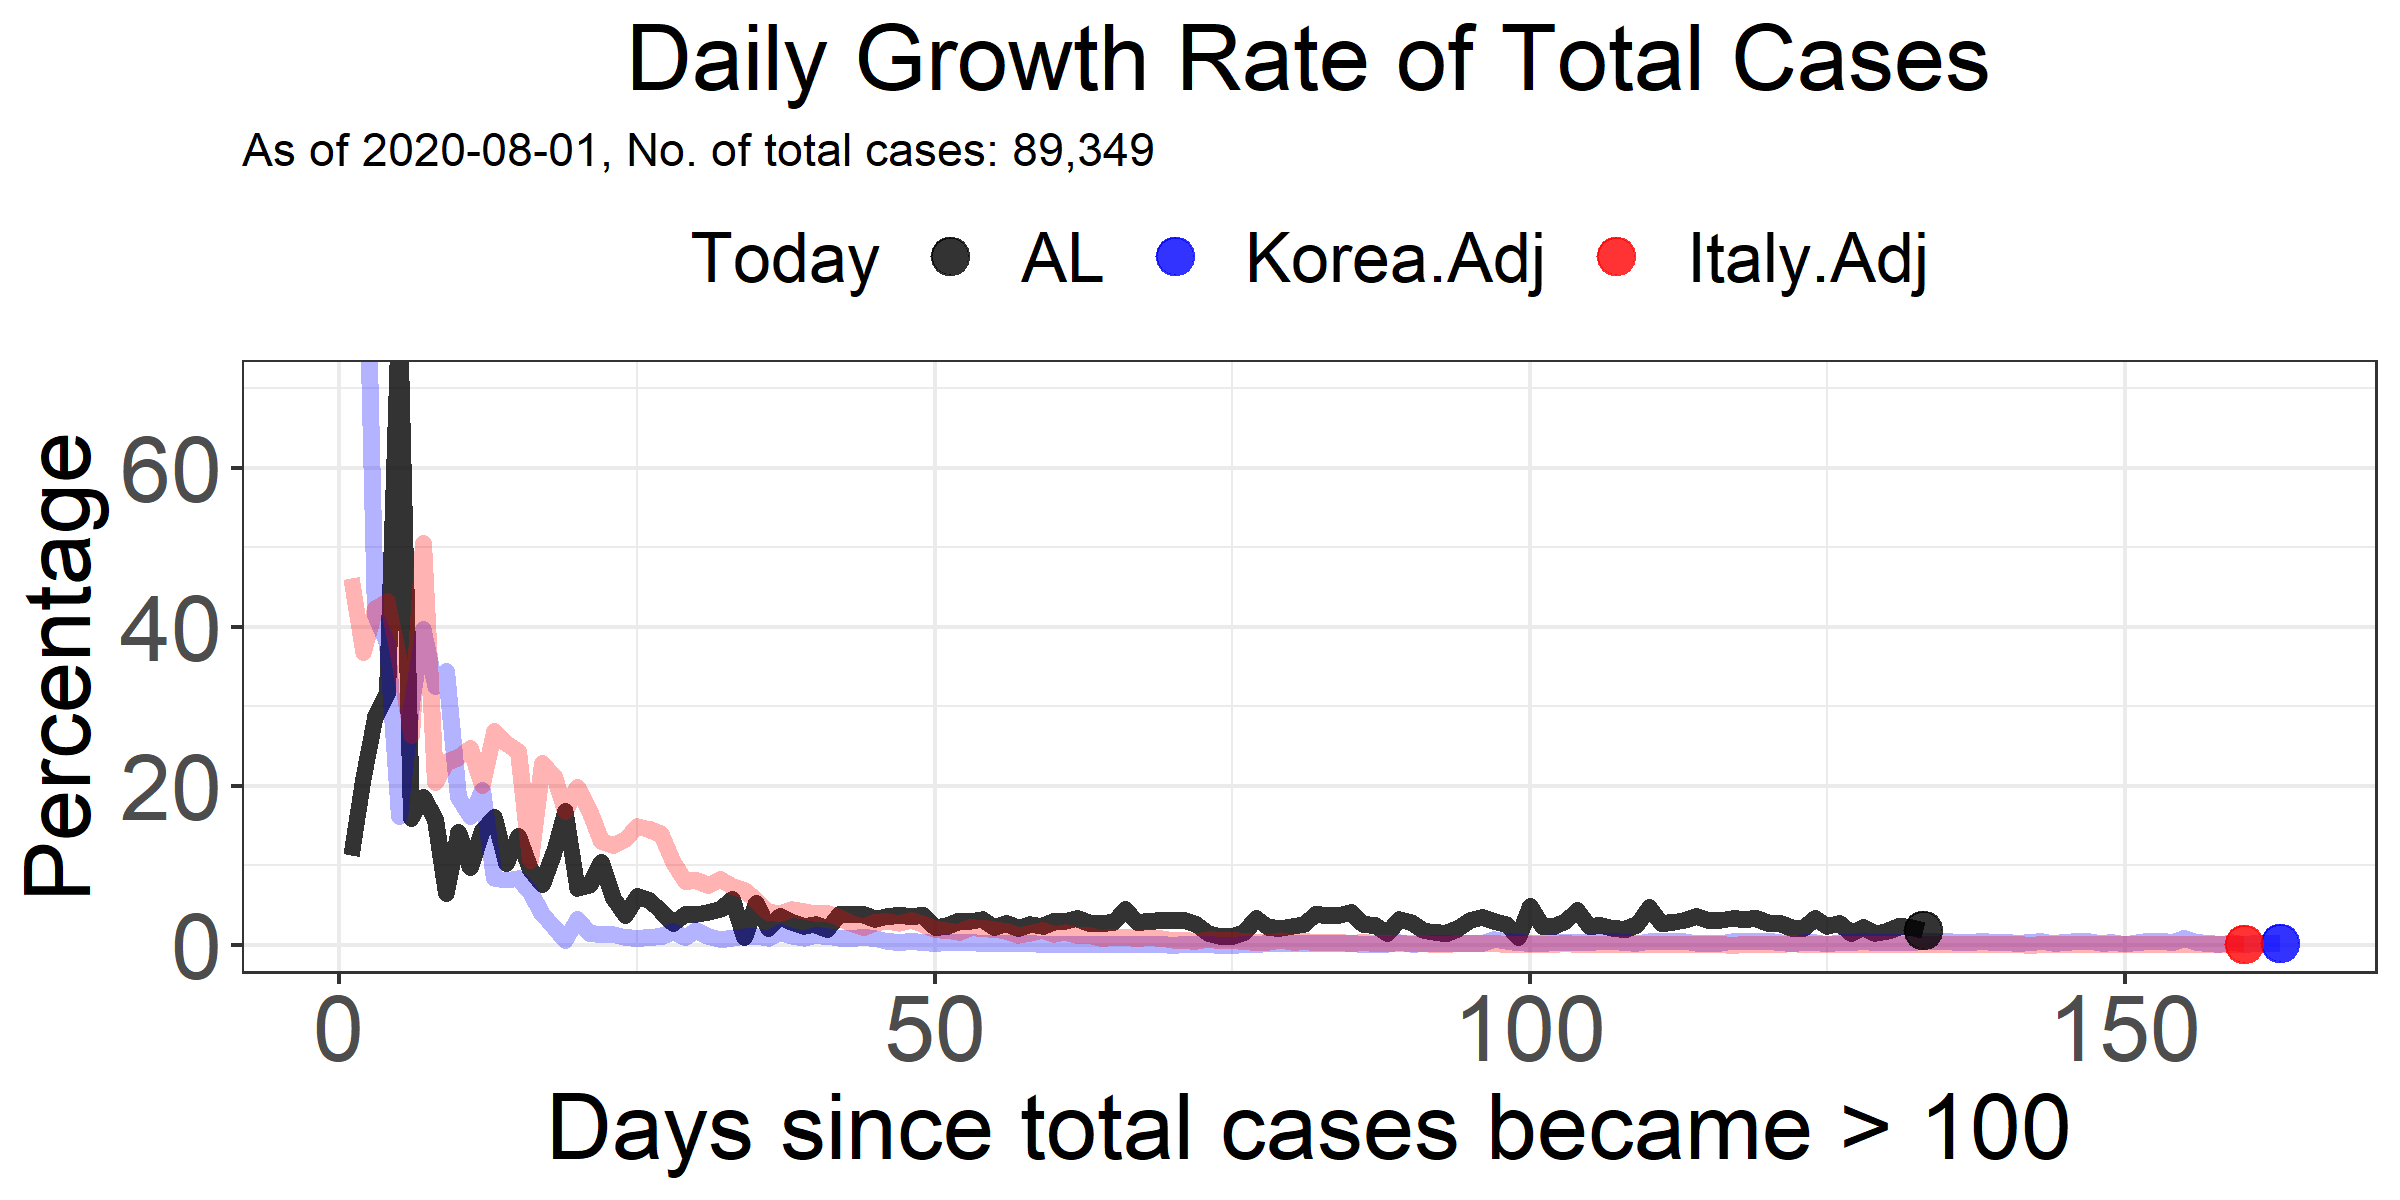 Daily Growth Rate of Total Cases
As of 2020-08-01, No. of total cases: 89,349
Today AL Korea.Adj Italy.Adj
Percentage
60
40
20
0
0 50 100 150
Days since total cases became > 100